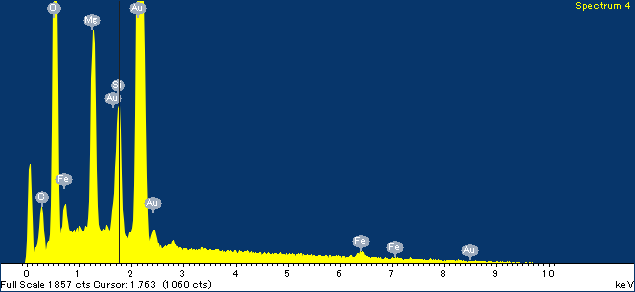 Spectrum 4
O Au
Mg
Si
Au
Fe
O Au
Fe Fe Au
0 1 2 3 4 5 6 7 8 9 10
Full Scale 1857 cts Cursor: 1.763 (1060 cts) keV